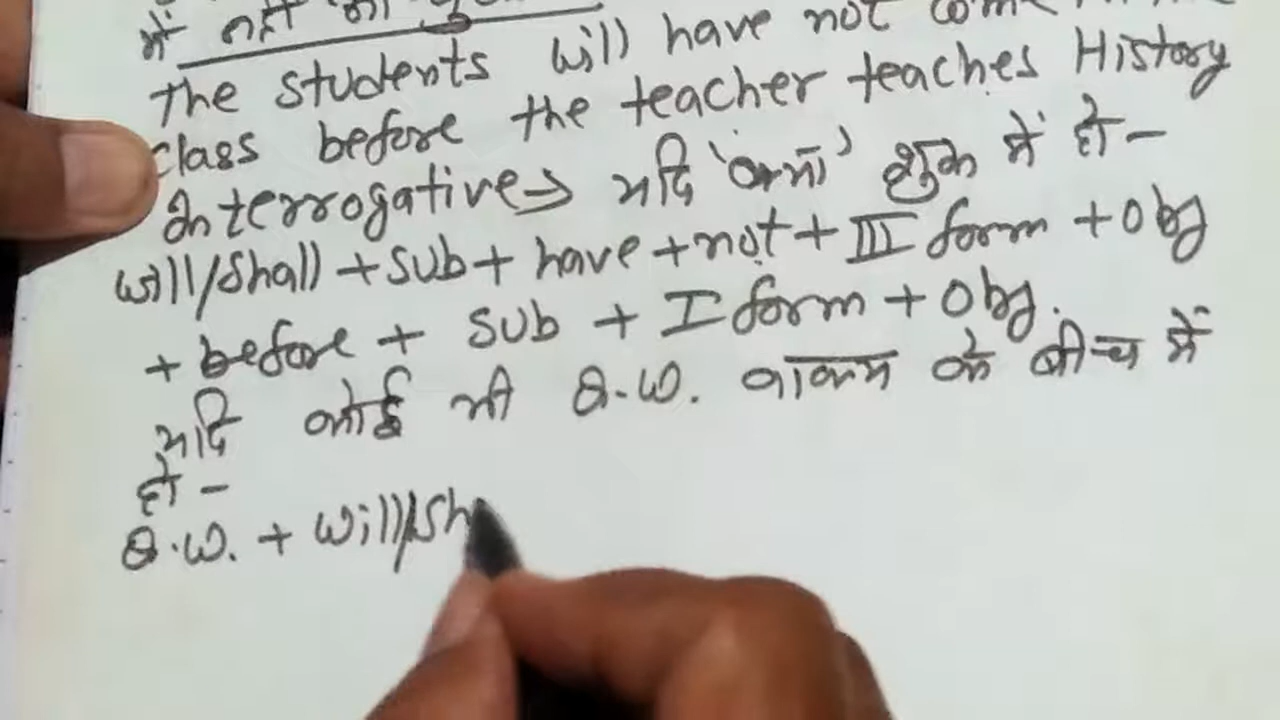 में नहीं
The students will have not come
class before the teacher teaches History
Interrogative⇒ यदि 'क्या' शुरू में हो-
will/shall + sub + have + not + III form + Obj
+ before + sub + I form + Obj.
यदि कोई भी Q.W. वाक्य के बीच में
हो-
Q.W. + will/sh